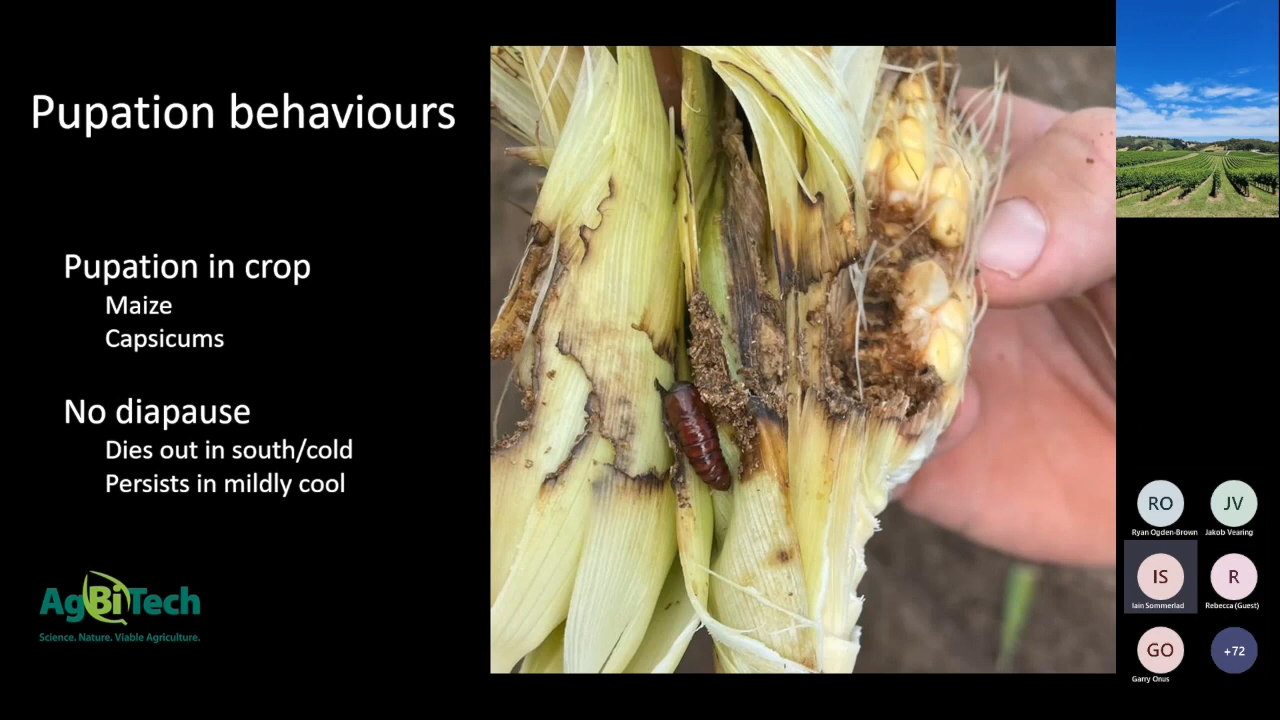 Pupation behaviours
Pupation in crop
Maize
Capsicums
No diapause
Dies out in south/cold
Persists in mildly cool
AgBiTech
Science. Nature. Viable Agriculture.
RO
JV
Ryan Ogden-Brown
Jakob Vearing
IS
R
Iain Sommerlad
Rebecca (Guest)
GO
+72
Garry Onus